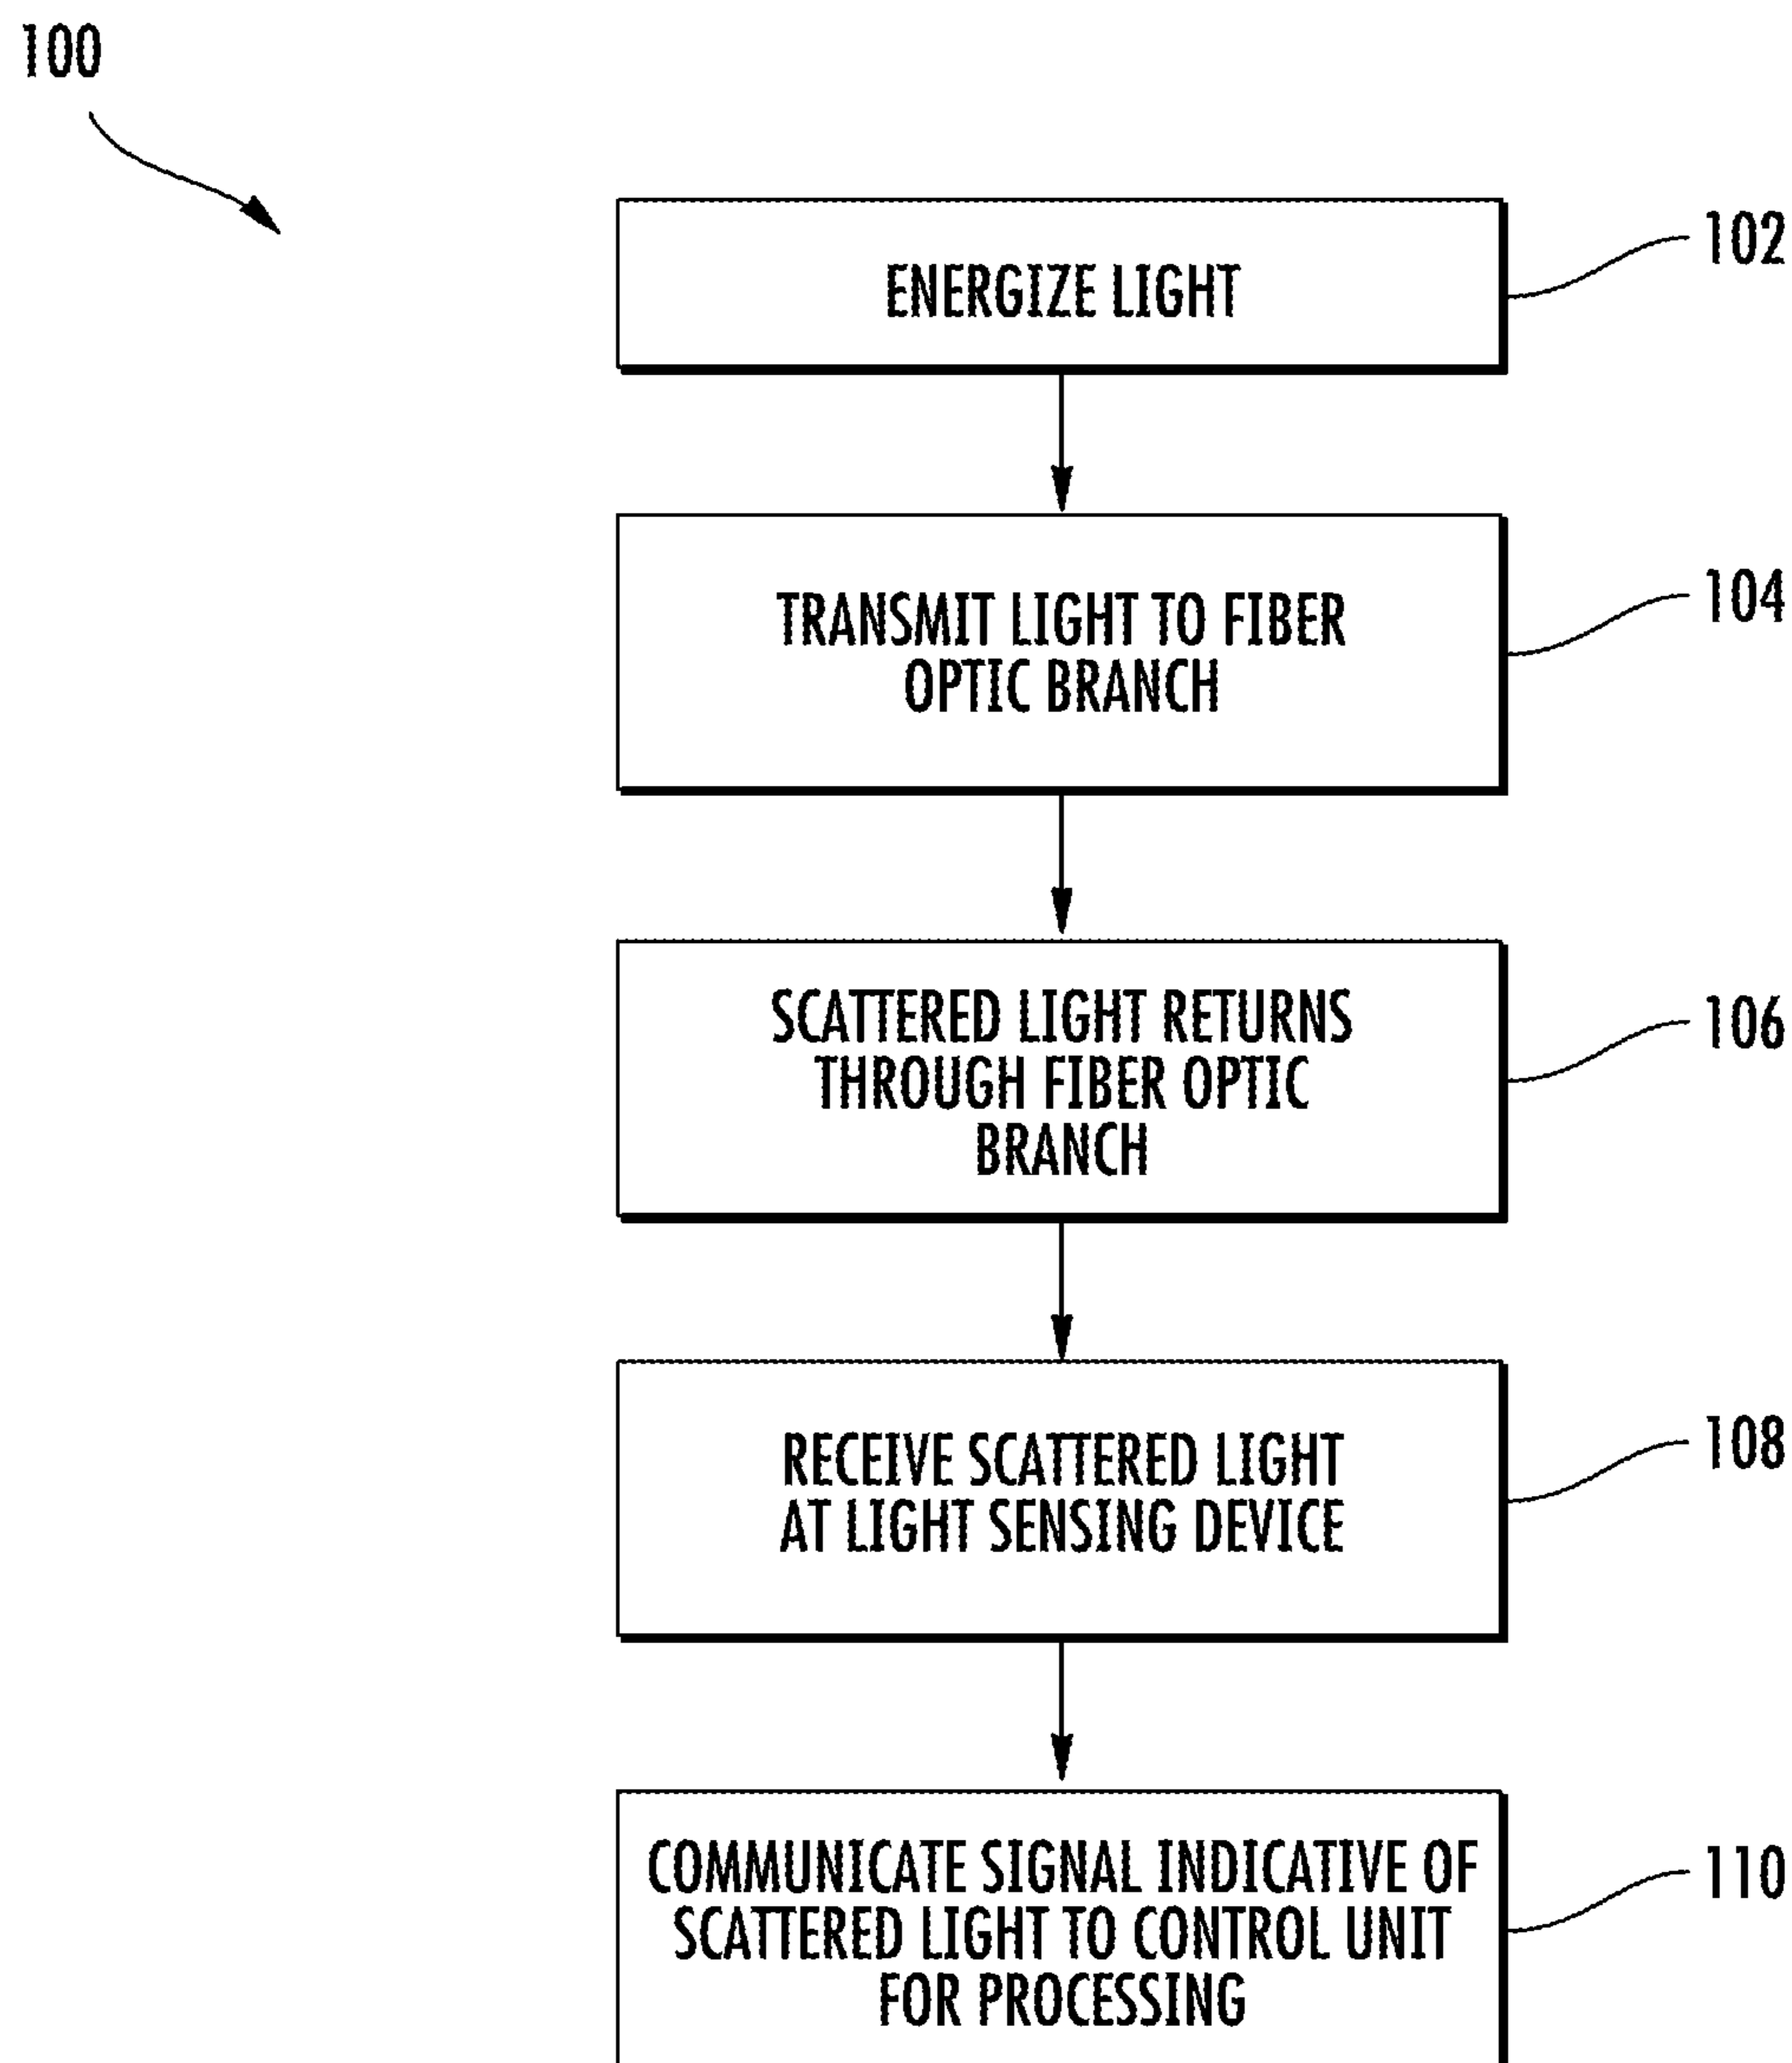 100
ENERGIZE LIGHT
102
TRANSMIT LIGHT TO FIBER
OPTIC BRANCH
104
SCATTERED LIGHT RETURNS
THROUGH FIBER OPTIC
BRANCH
106
RECEIVE SCATTERED LIGHT
AT LIGHT SENSING DEVICE
108
COMMUNICATE SIGNAL INDICATIVE OF
SCATTERED LIGHT TO CONTROL UNIT
FOR PROCESSING
110